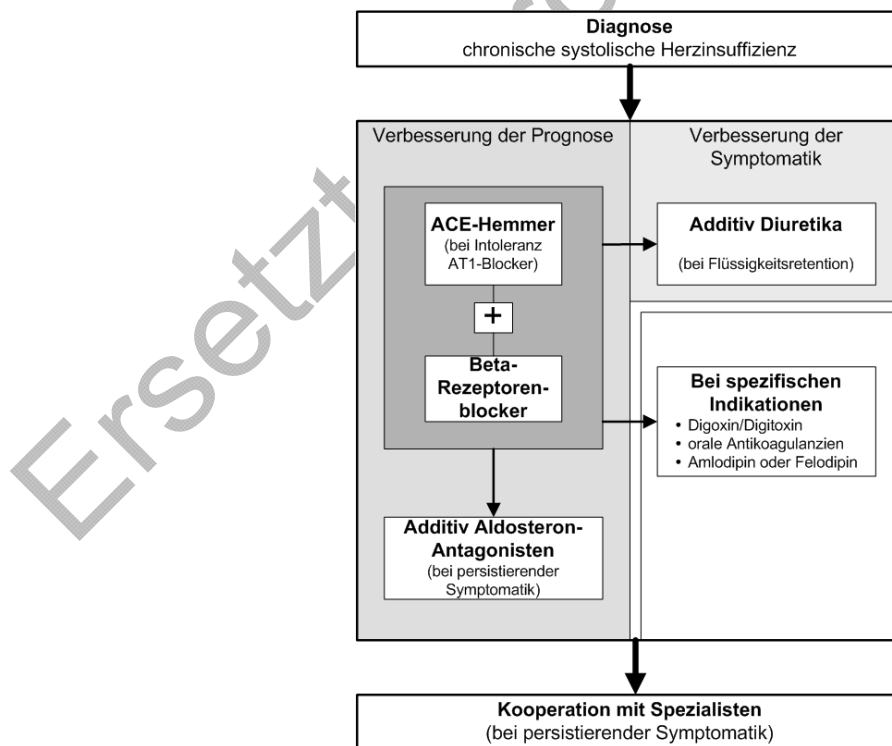 Diagnose
chronische systolische Herzinsuffizienz
Verbesserung der Prognose
Verbesserung der
Symptomatik
ACE-Hemmer
(bei Intoleranz
AT1-Blocker)
+
Beta-
Rezeptoren-
blocker
Additiv Diuretika
(bei Flüssigkeitsretention)
Bei spezifischen
Indikationen
• Digoxin/Digitoxin
• orale Antikoagulanzien
• Amlodipin oder Felodipin
Additiv Aldosteron-
Antagonisten
(bei persistierender
Symptomatik)
Kooperation mit Spezialisten
(bei persistierender Symptomatik)
Ersetzt